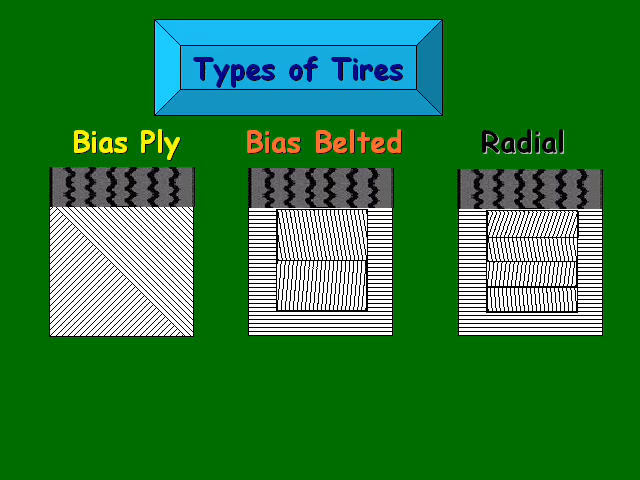 Types of Tires
Bias Ply
Bias Belted
Radial